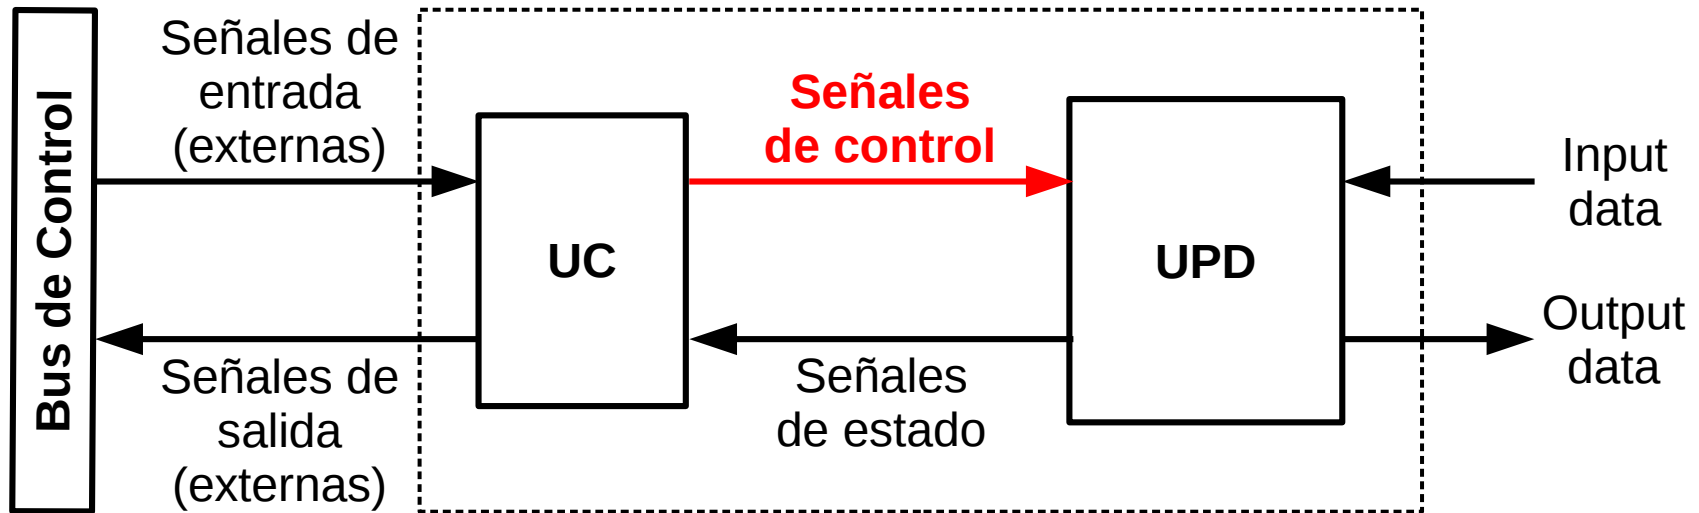 Bus de Control
Señales de
entrada
(externas)
Señales de
salida
(externas)
UC
Señales
de control
Señales
de estado
UPD
Input
data
Output
data